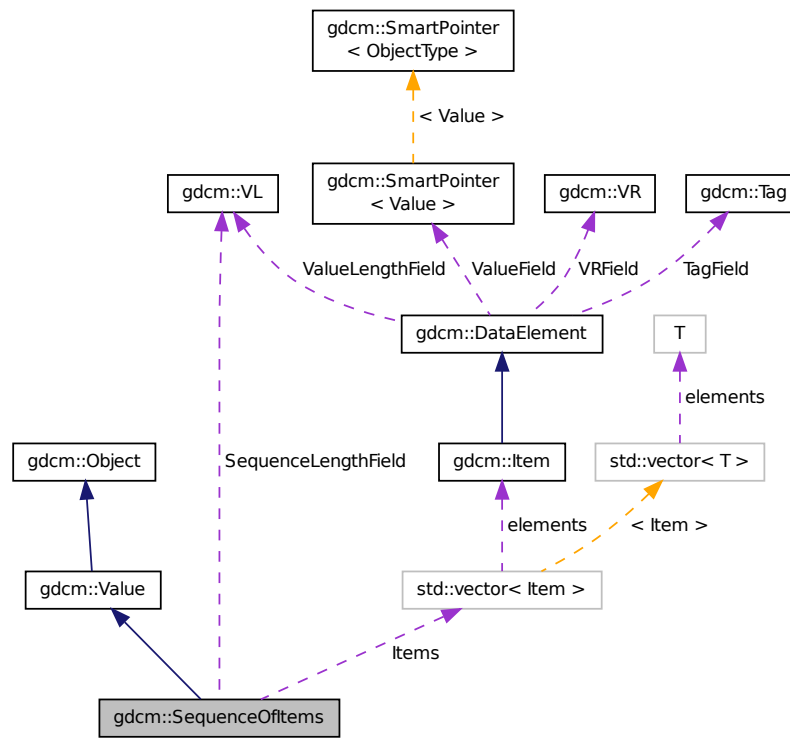 gdcm::SmartPointer
< ObjectType >
< Value >
gdcm::VL
gdcm::SmartPointer
< Value >
gdcm::VR
gdcm::Tag
ValueLengthField
ValueField
VRField
TagField
gdcm::DataElement
T
elements
gdcm::Object
SequenceLengthField
gdcm::Item
std::vector< T >
elements
< Item >
gdcm::Value
std::vector< Item >
Items
gdcm::SequenceOfItems